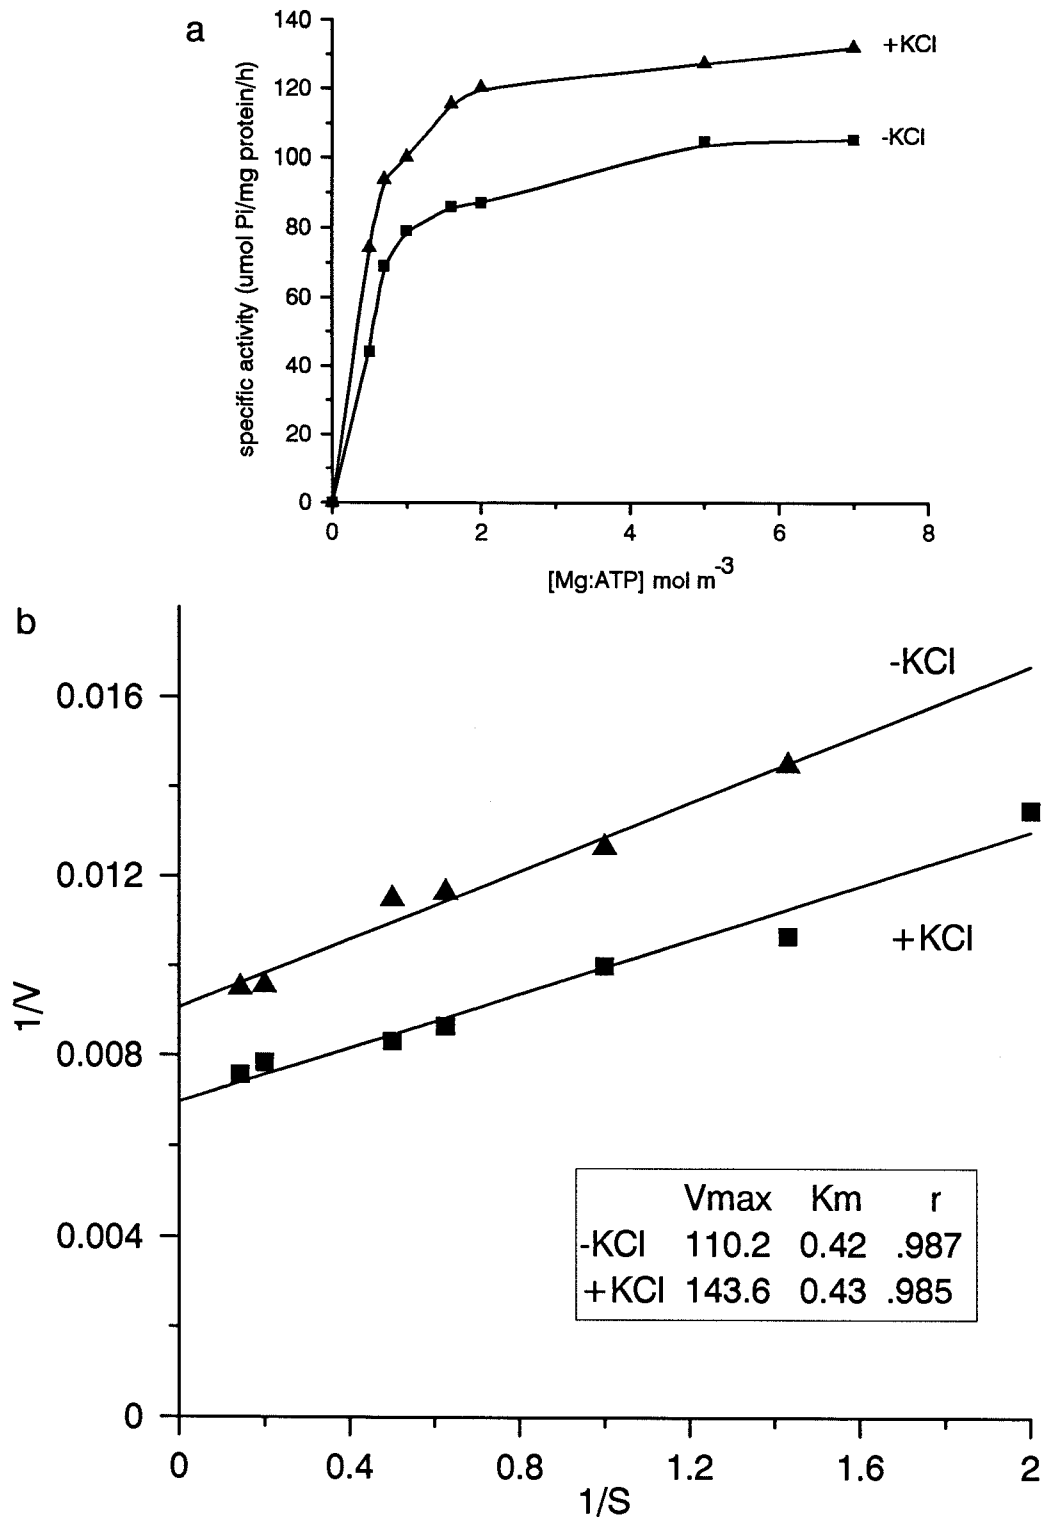 a
140
120
100
80
60
40
20
0
specific activity (umol Pi/mg protein/h)
+KCl
-KCl
0 2 4 6 8
[Mg:ATP] mol m-3
b
0.016
0.012
0.008
0.004
0
1/V
-KCl
+KCl
Vmax Km r
-KCl 110.2 0.42 .987
+KCl 143.6 0.43 .985
0 0.4 0.8 1.2 1.6 2
1/S